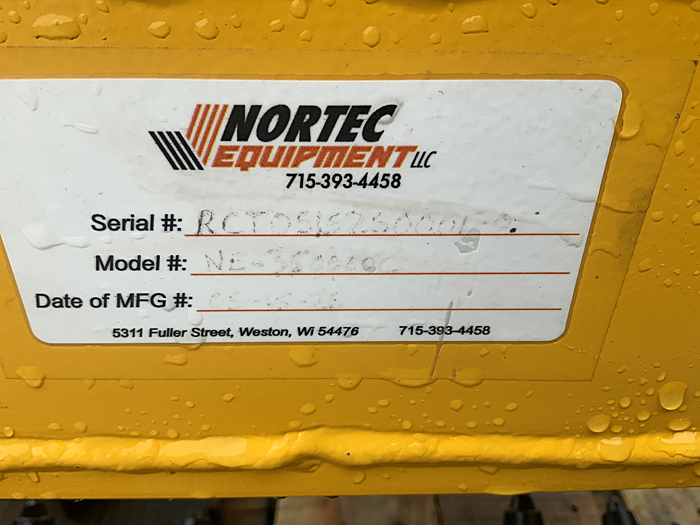 NORTEC
EQUIPMENT LLC
715-393-4458
Serial #:
Model #:
Date of MFG #:
5311 Fuller Street, Weston, WI 54476 715-393-4458